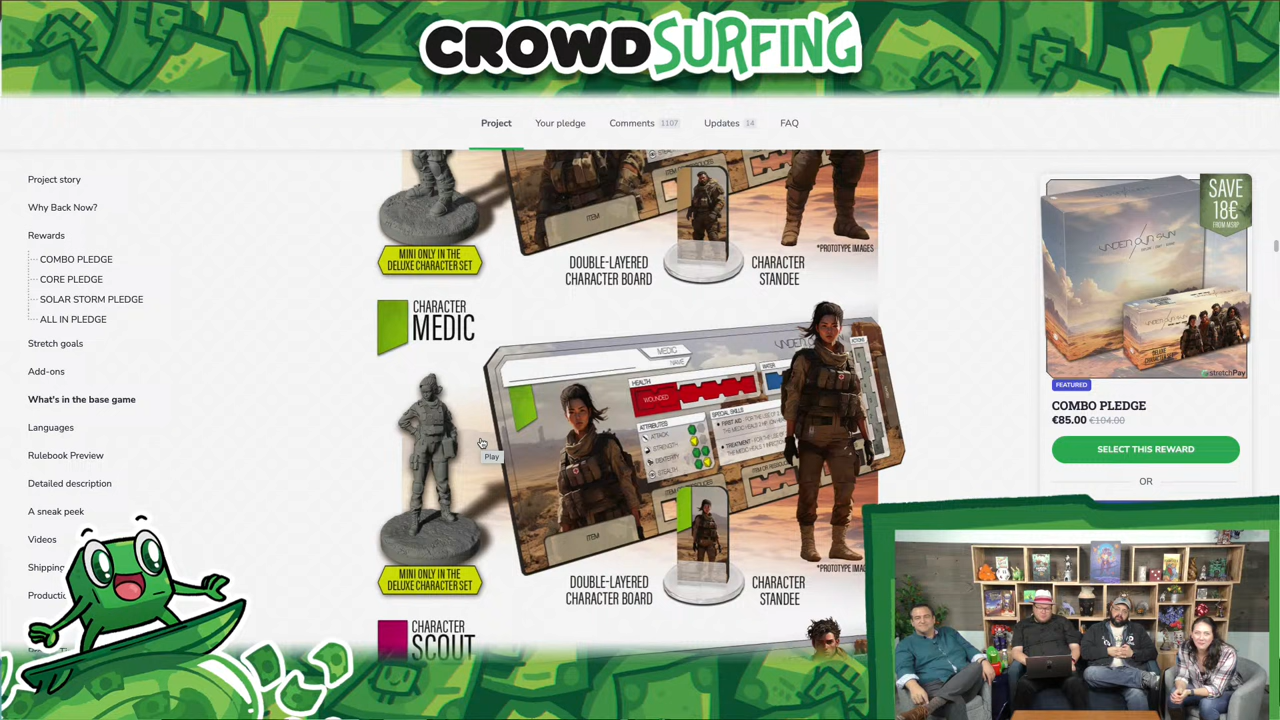 CROWDSURFING
Project
Your pledge
Comments 1107
Updates 14
FAQ
Project story
Why Back Now?
Rewards
COMBO PLEDGE
CORE PLEDGE
SOLAR STORM PLEDGE
ALL IN PLEDGE
Stretch goals
Add-ons
What's in the base game
Languages
Rulebook Preview
Detailed description
A sneak peek
Videos
Shipping
ITEM
MINI ONLY IN THE
DELUXE CHARACTER SET
DOUBLE-LAYERED
CHARACTER BOARD
CHARACTER
STANDEE
*PROTOTYPE IMAGES
CHARACTER
MEDIC
MEDIC
NAME
HEALTH
WOUNDED
WATER
ATTRIBUTES
ATTACK
STRENGTH
DEXTERITY
STEALTH
SPECIAL SKILLS
ITEM
Play
MINI ONLY IN THE
DELUXE CHARACTER SET
DOUBLE-LAYERED
CHARACTER BOARD
CHARACTER
STANDEE
CHARACTER
SCOUT
SAVE
18€
FROM MSRP
UNDER OUR SUN
stretchPay
FEATURED
COMBO PLEDGE
€85.00 €104.00
SELECT THIS REWARD
OR